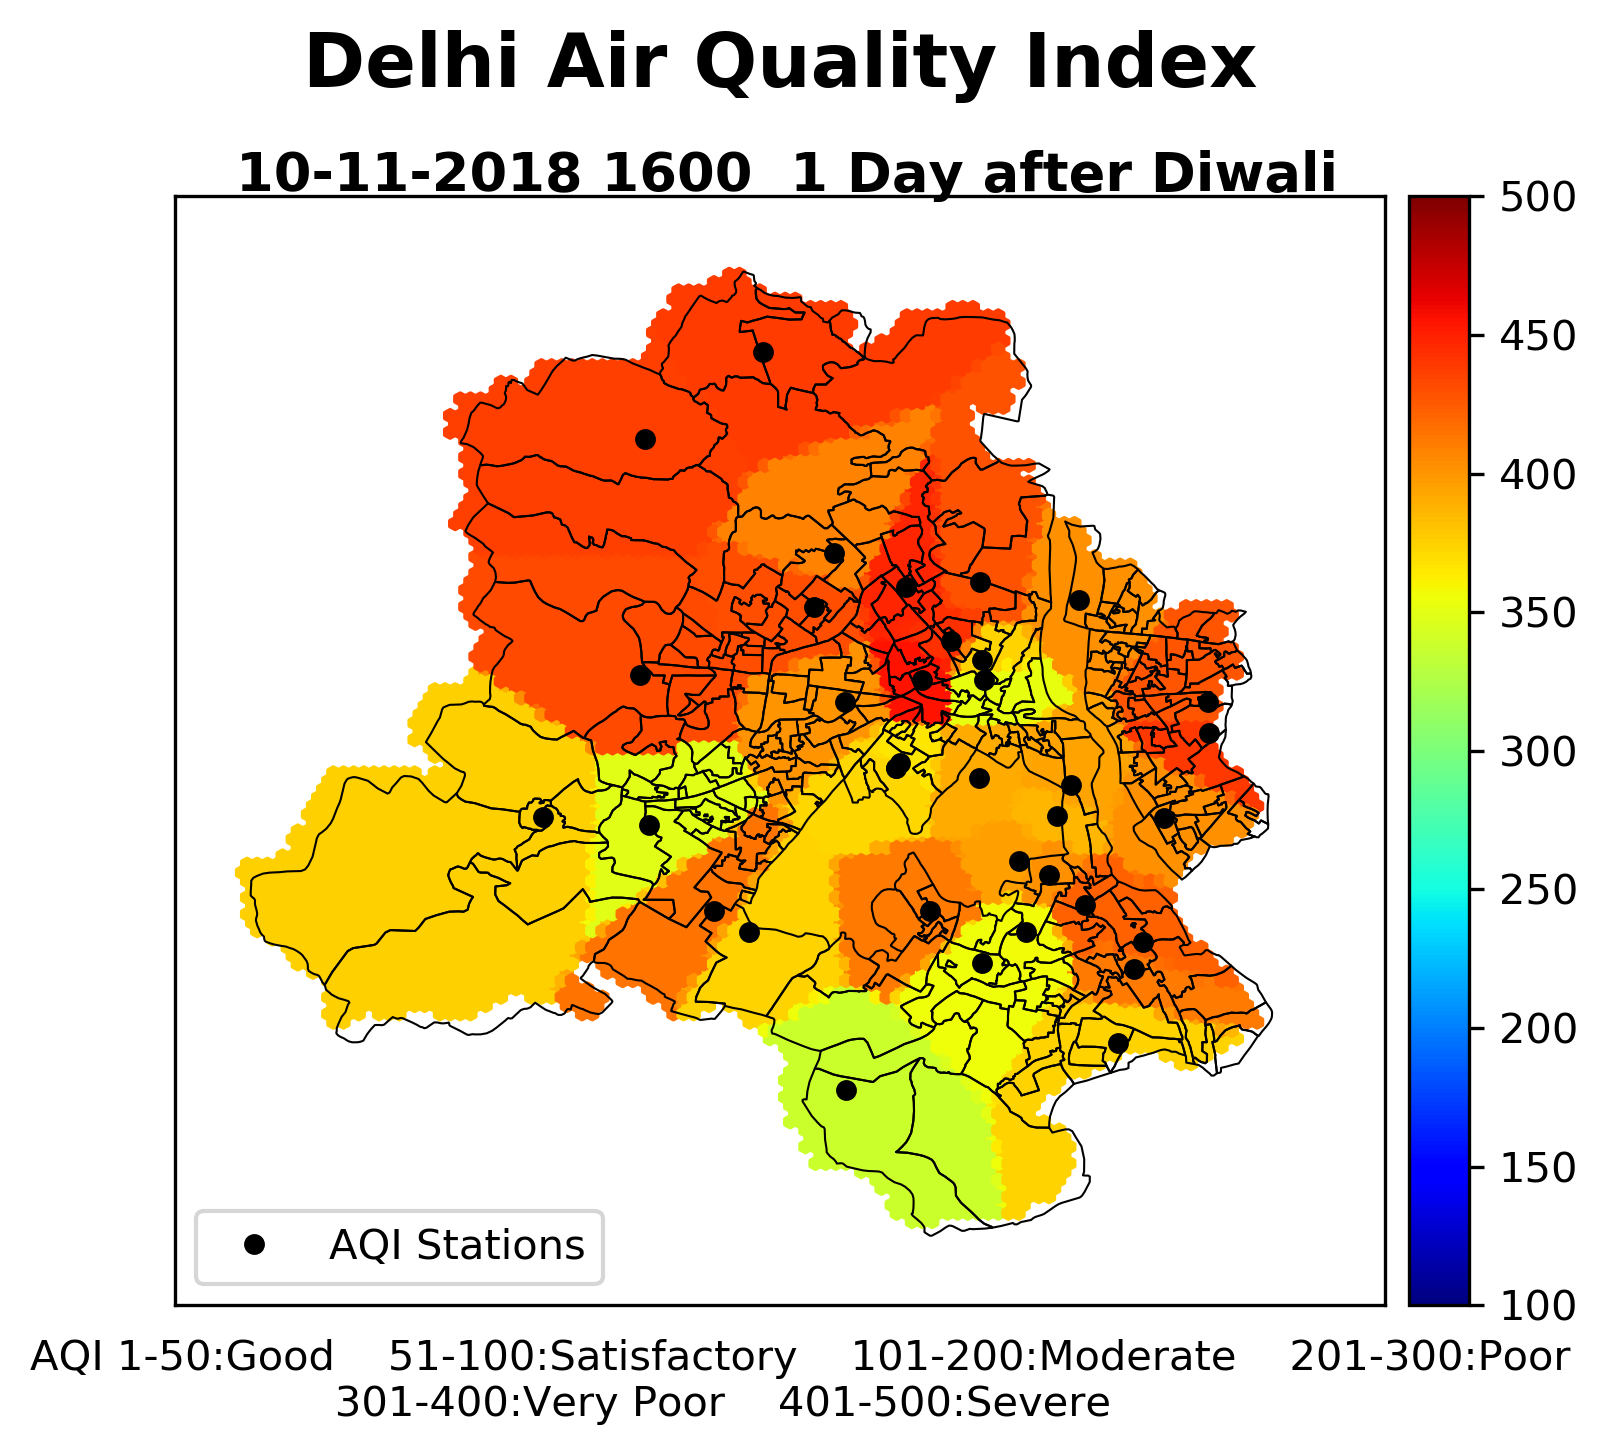 Delhi Air Quality Index
10-11-2018 1600  1 Day after Diwali
500
450
400
350
300
250
200
150
100
AQI Stations
AQI 1-50:Good    51-100:Satisfactory    101-200:Moderate    201-300:Poor
301-400:Very Poor    401-500:Severe